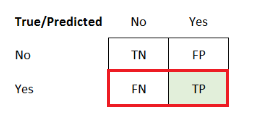 True/Predicted No Yes
No TN FP
Yes FN TP